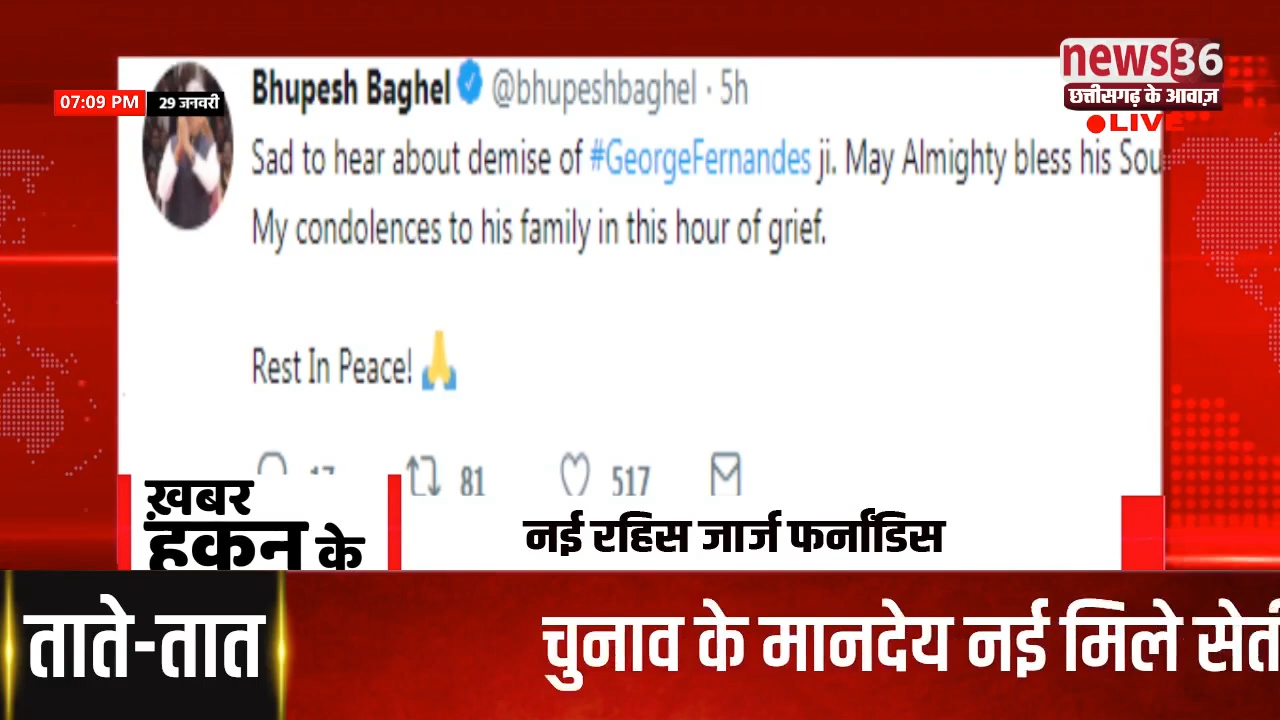 news36
छत्तीसगढ़ के आवाज़
LIVE
07:09 PM 29 जनवरी
Bhupesh Baghel @bhupeshbaghel · 5h
Sad to hear about demise of #GeorgeFernandes ji. May Almighty bless his Sou
My condolences to his family in this hour of grief.
Rest In Peace! 🙏
17 81 517
ख़बर
हकन के
नई रहिस जार्ज फर्नांडिस
ताते-तात
चुनाव के मानदेय नई मिले सेती